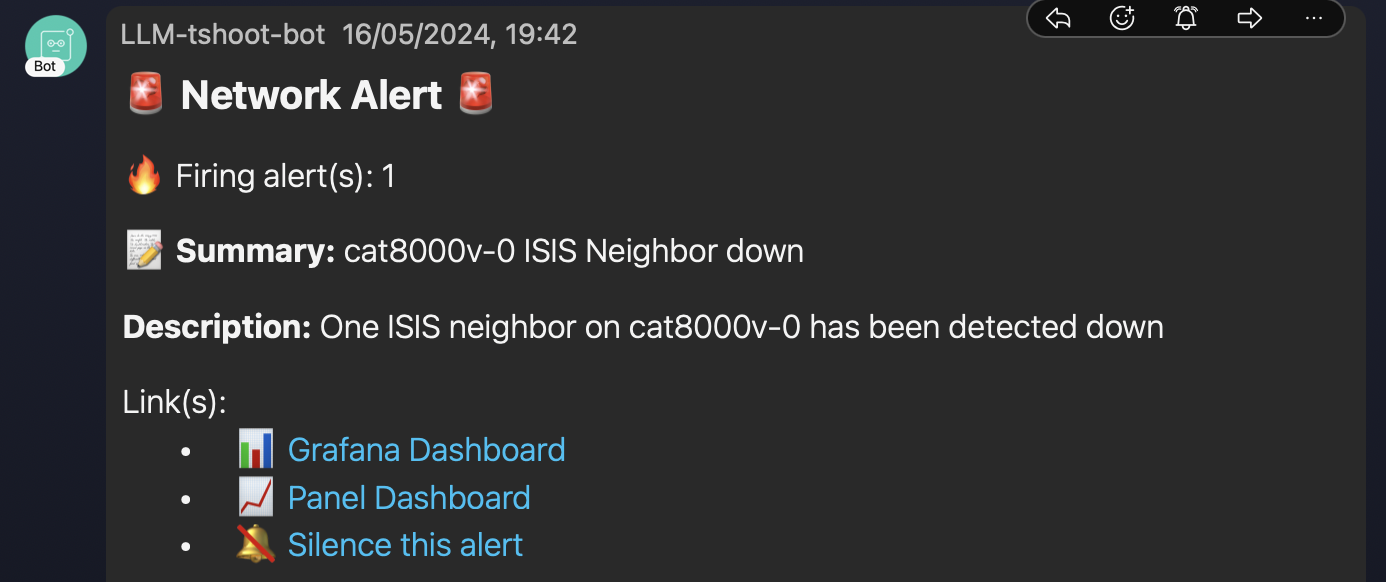 LLM-tshoot-bot 16/05/2024, 19:42
Bot
🚨 Network Alert 🚨
🔥 Firing alert(s): 1
📝 Summary: cat8000v-0 ISIS Neighbor down
Description: One ISIS neighbor on cat8000v-0 has been detected down
Link(s):
• 📊 Grafana Dashboard
• 📈 Panel Dashboard
• 🔕 Silence this alert